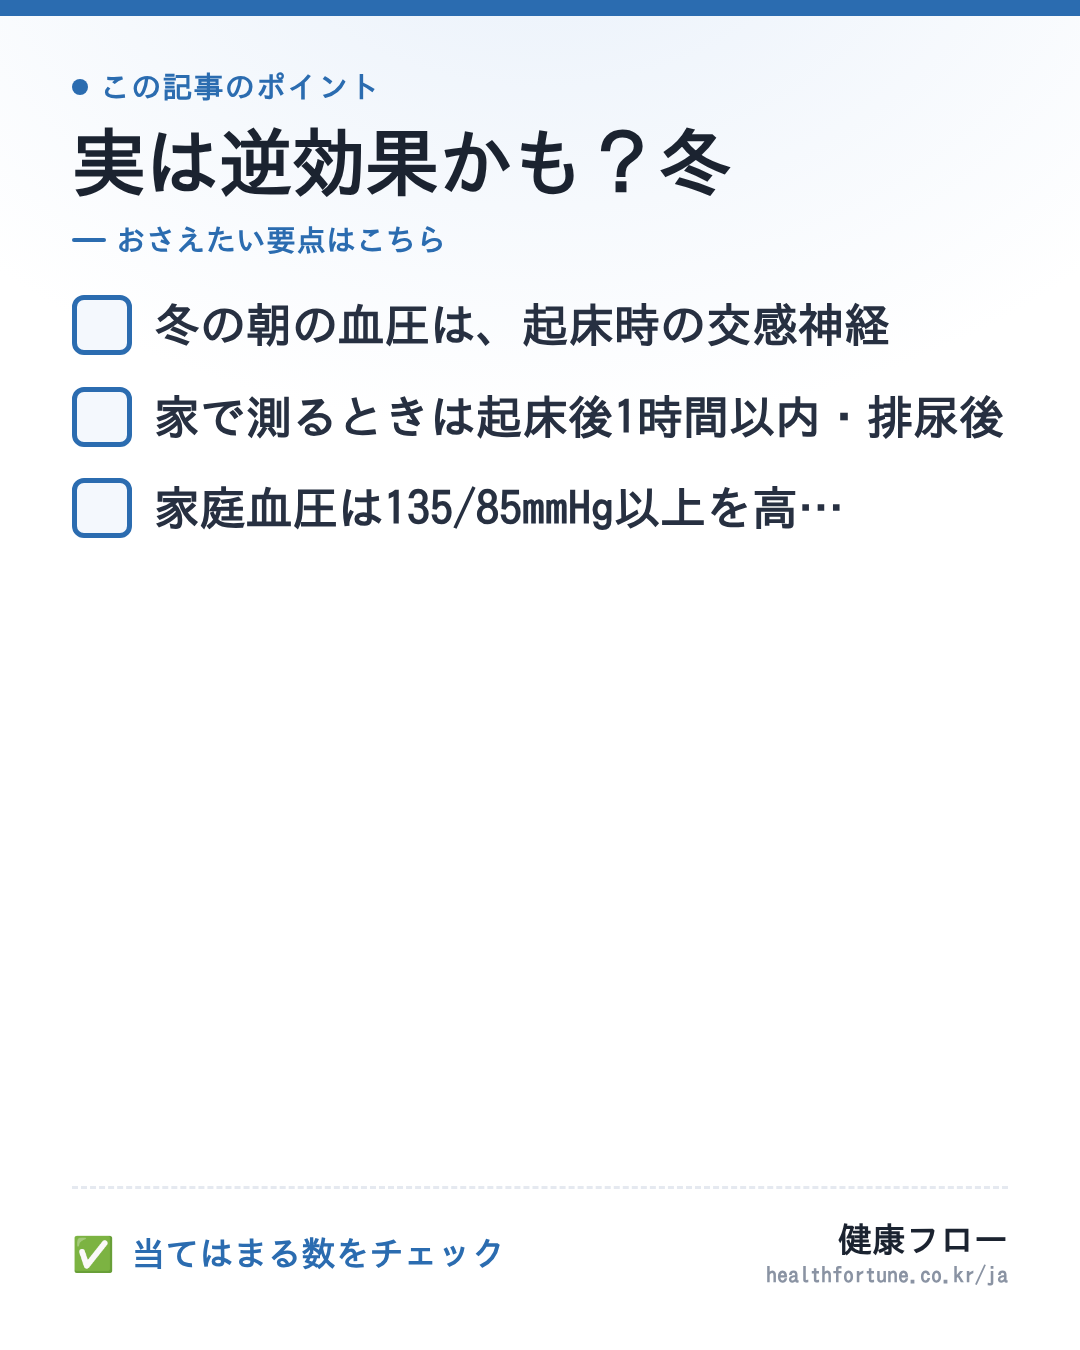 この記事のポイント
実は逆効果かも？冬
おさえたい要点はこちら
冬の朝の血圧は、起床時の交感神経
家で測るときは起床後1時間以内・排尿後
家庭血圧は135/85mmHg以上を高…
当てはまる数をチェック
健康フロー
healthfortune.co.kr/ja